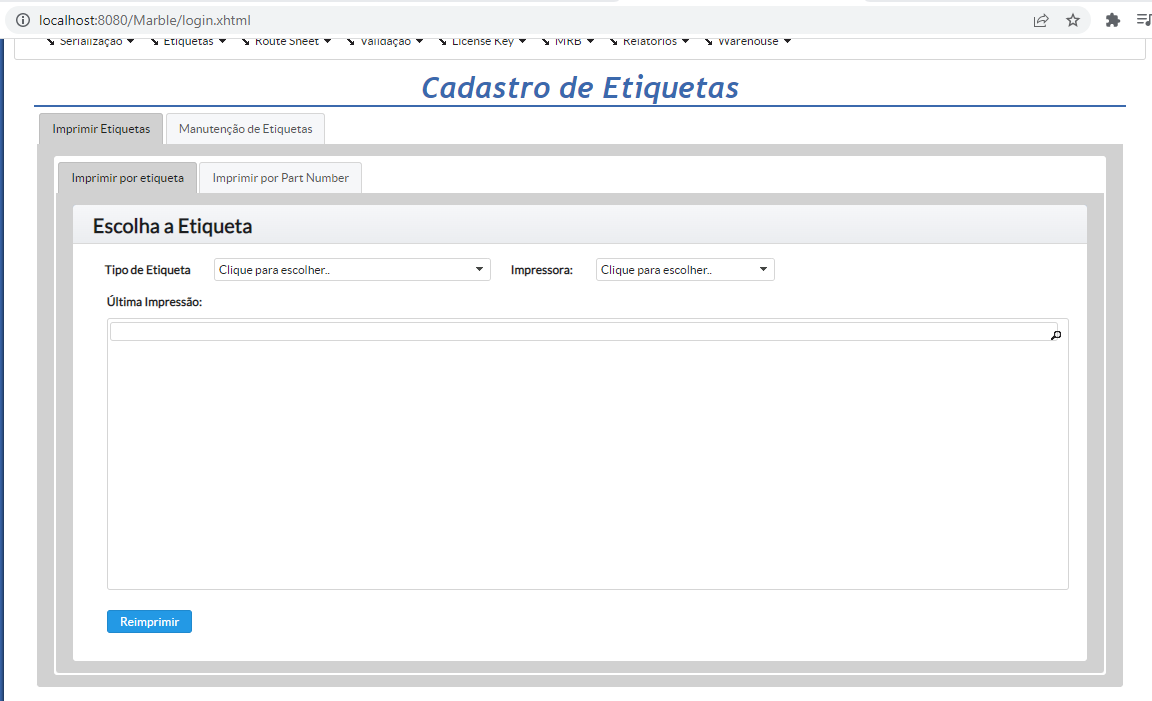 localhost:8080/Marble/login.xhtml
Serialização Etiquetas Route Sheet Validação License Key MRB Relatórios Warehouse
Cadastro de Etiquetas
Imprimir Etiquetas Manutenção de Etiquetas
Imprimir por etiqueta Imprimir por Part Number
Escolha a Etiqueta
Tipo de Etiqueta Clique para escolher.. Impressora: Clique para escolher..
Última Impressão:
Reimprimir